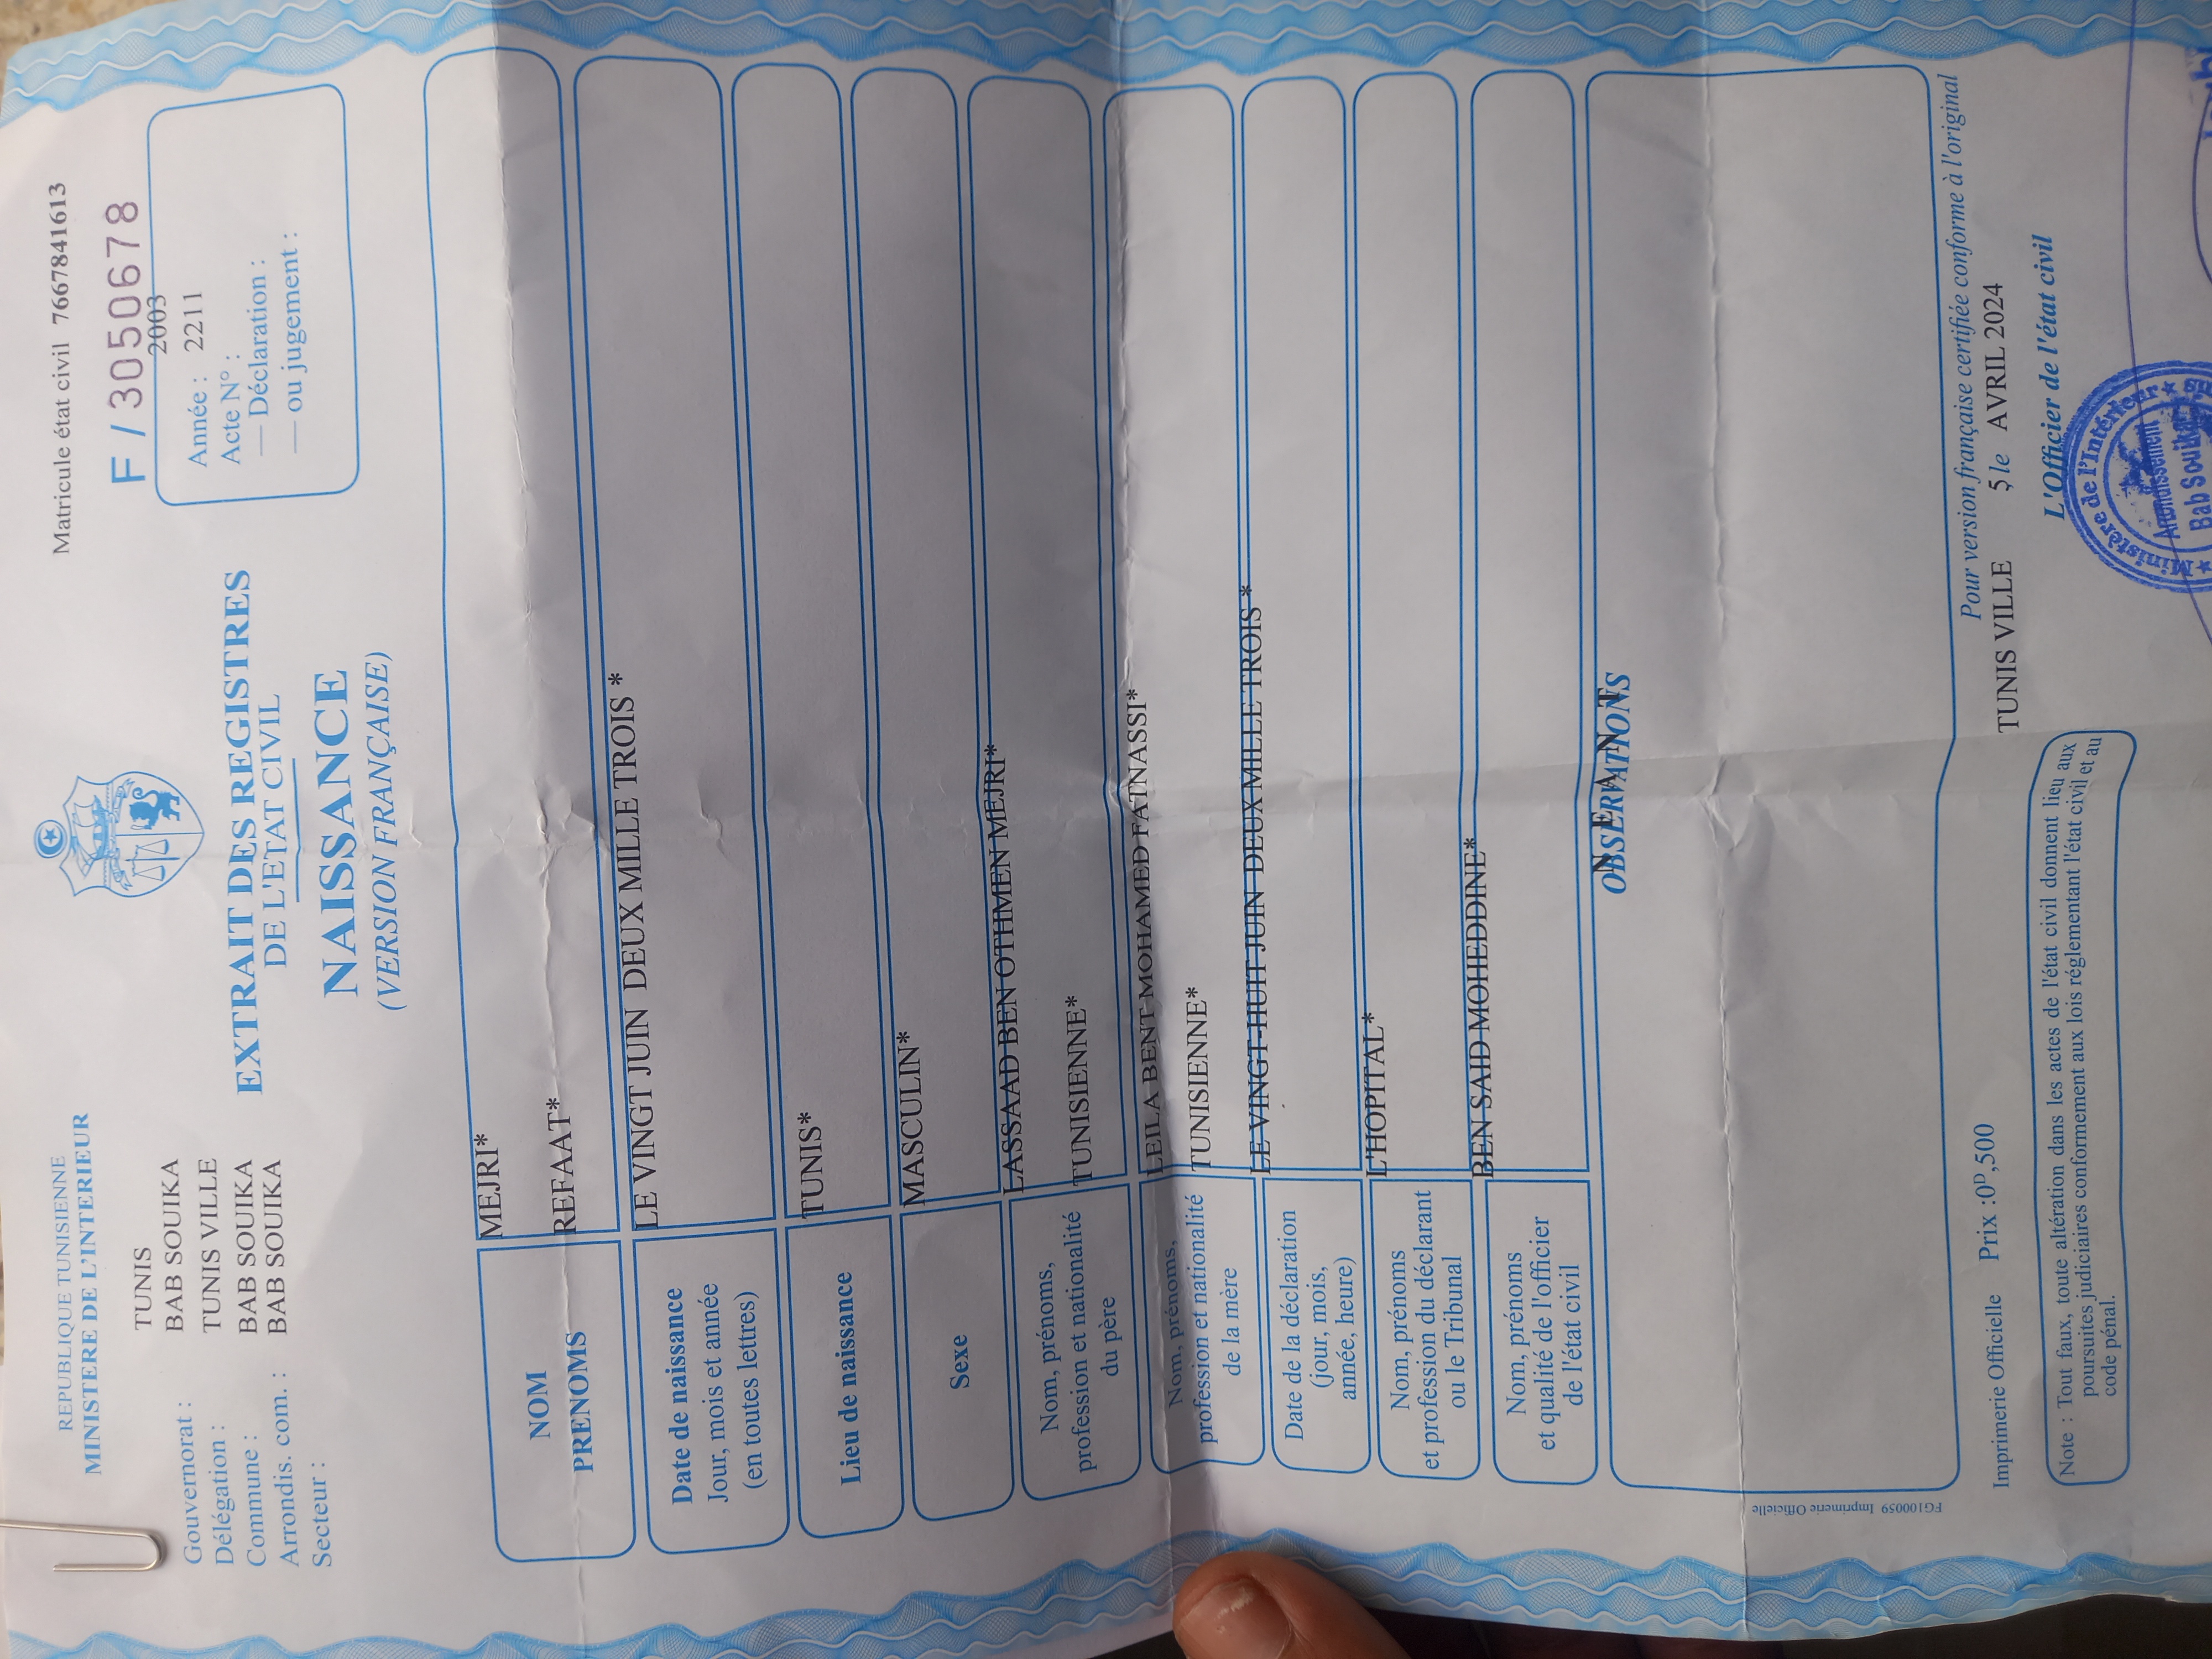 REPUBLIQUE TUNISIENNE
MINISTERE DE L'INTERIEUR
Matricule état civil 76678841613
F / 3050678
TUNIS
BAB SOUIKA
TUNIS VILLE
BAB SOUIKA
BAB SOUIKA
Gouvernorat :
Délégation :
Commune :
Arrondis. com. :
Secteur :
2003
Année : 2211
Acte N° :
— Déclaration :
— ou jugement :
EXTRAIT DES REGISTRES
DE L'ETAT CIVIL
NAISSANCE
(VERSION FRANÇAISE)
NOM
PRENOMS
MEJRI*
REFAAT*
Date de naissance
Jour, mois et année
(en toutes lettres)
LE VINGT JUIN DEUX MILLE TROIS *
Lieu de naissance
TUNIS*
Sexe
MASCULIN*
Nom, prénoms,
profession et nationalité
du père
LASSAAD BEN OTHMEN MEJRI*
TUNISIENNE*
Nom, prénoms,
profession et nationalité
de la mère
LEILA BENT MOHAMED FATNASSI*
TUNISIENNE*
Date de la déclaration
(jour, mois,
année, heure)
LE VINGT-HUIT JUIN DEUX MILLE TROIS *
Nom, prénoms
et profession du déclarant
ou le Tribunal
L'HOPITAL*
Nom, prénoms
et qualité de l'officier
de l'état civil
BEN SAID MOHEDDINE*
OBSERVATIONS
N E A N T
FG100059 Imprimerie Officielle
Pour version française certifiée conforme à l'original
TUNIS VILLE 5 le AVRIL 2024
L'Officier de l'état civil
Ministère de l'Intérieur
Arrondissement
Bab Souika
Imprimerie Officielle Prix :0ᴰ,500
Note : Tout faux, toute altération dans les actes de l'état civil donnent lieu aux
poursuites judiciaires conformement aux lois réglementant l'état civil et au
code pénal.